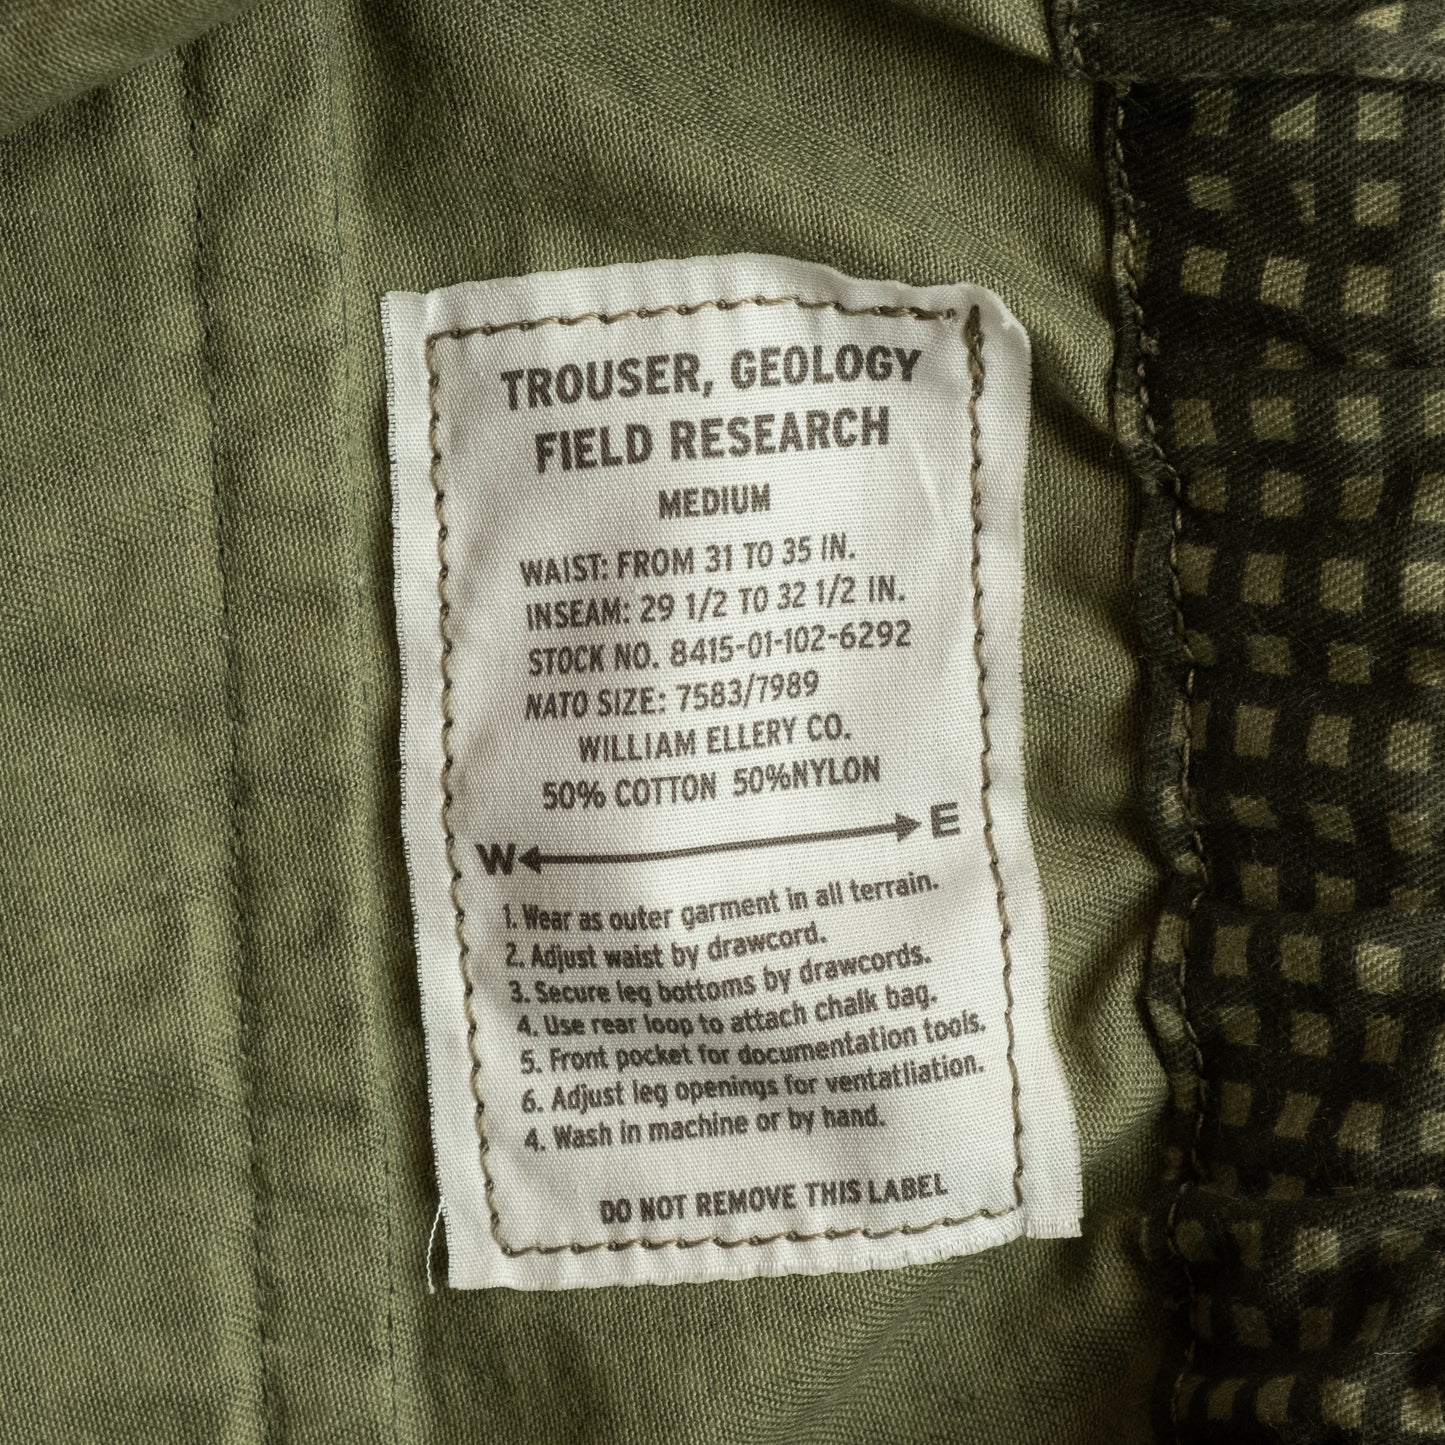 TROUSER, GEOLOGY
FIELD RESEARCH
MEDIUM
WAIST: FROM 31 TO 35 IN.
INSEAM: 29 1/2 TO 32 1/2 IN.
STOCK NO. 8415-01-102-6292
NATO SIZE: 7583/7989
WILLIAM ELLERY CO.
50% COTTON 50%NYLON
W E
1. Wear as outer garment in all terrain.
2. Adjust waist by drawcord.
3. Secure leg bottoms by drawcords.
4. Use rear loop to attach chalk bag.
5. Front pocket for documentation tools.
6. Adjust leg openings for ventatliation.
4. Wash in machine or by hand.
DO NOT REMOVE THIS LABEL